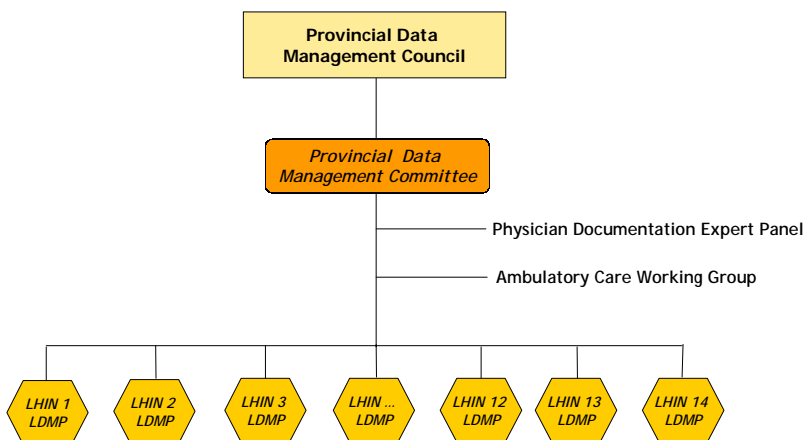 Provincial Data
Management Council
Provincial Data
Management Committee
Physician Documentation Expert Panel
Ambulatory Care Working Group
LHIN 1
LDMP
LHIN 2
LDMP
LHIN 3
LDMP
LHIN ...
LDMP
LHIN 12
LDMP
LHIN 13
LDMP
LHIN 14
LDMP